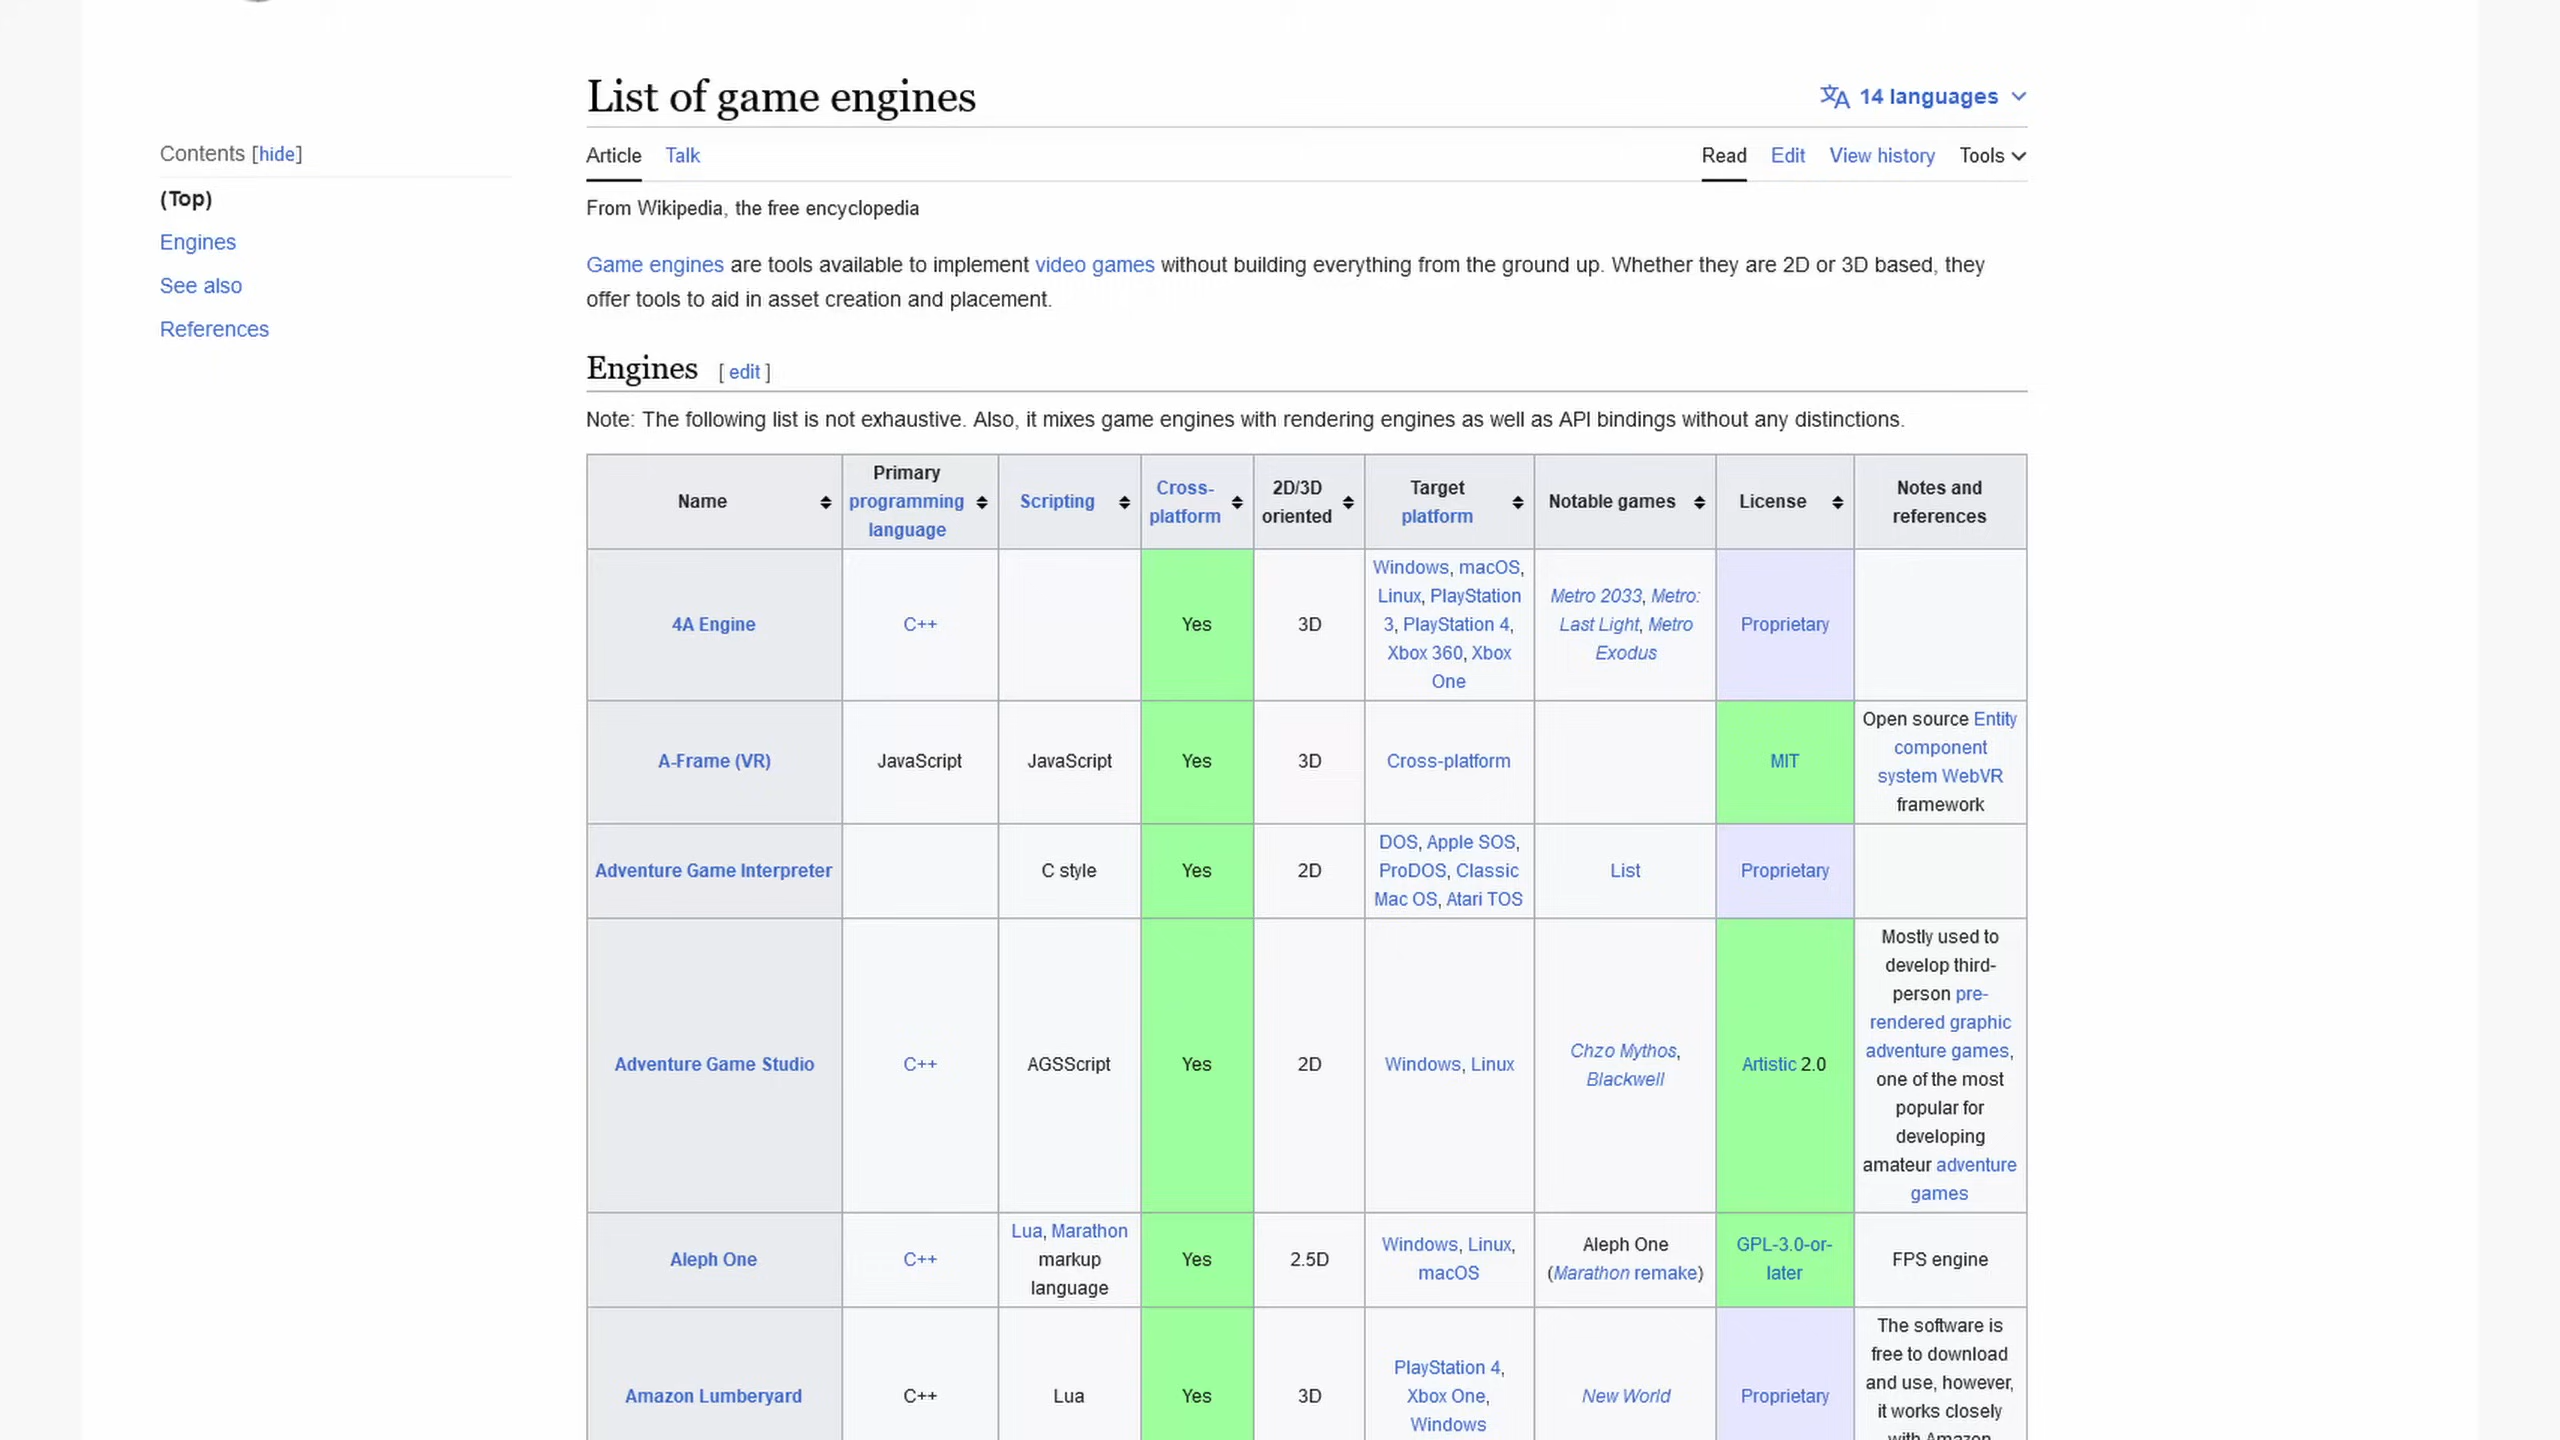 List of game engines
14 languages
Contents [hide]
Article Talk
Read Edit View history Tools
(Top)
Engines
See also
References
From Wikipedia, the free encyclopedia
Game engines are tools available to implement video games without building everything from the ground up. Whether they are 2D or 3D based, they
offer tools to aid in asset creation and placement.
Engines [ edit ]
Note: The following list is not exhaustive. Also, it mixes game engines with rendering engines as well as API bindings without any distinctions.
Name
Primary
programming
language
Scripting
Cross-
platform
2D/3D
oriented
Target
platform
Notable games
License
Notes and
references
4A Engine
C++
Yes
3D
Windows, macOS,
Linux, PlayStation
3, PlayStation 4,
Xbox 360, Xbox
One
Metro 2033, Metro:
Last Light, Metro
Exodus
Proprietary
A-Frame (VR)
JavaScript
JavaScript
Yes
3D
Cross-platform
MIT
Open source Entity
component
system WebVR
framework
Adventure Game Interpreter
C style
Yes
2D
DOS, Apple SOS,
ProDOS, Classic
Mac OS, Atari TOS
List
Proprietary
Adventure Game Studio
C++
AGSScript
Yes
2D
Windows, Linux
Chzo Mythos,
Blackwell
Artistic 2.0
Mostly used to
develop third-
person pre-
rendered graphic
adventure games,
one of the most
popular for
developing
amateur adventure
games
Aleph One
C++
Lua, Marathon
markup
language
Yes
2.5D
Windows, Linux,
macOS
Aleph One
(Marathon remake)
GPL-3.0-or-
later
FPS engine
Amazon Lumberyard
C++
Lua
Yes
3D
PlayStation 4,
Xbox One,
Windows
New World
Proprietary
The software is
free to download
and use, however,
it works closely
with Amazon